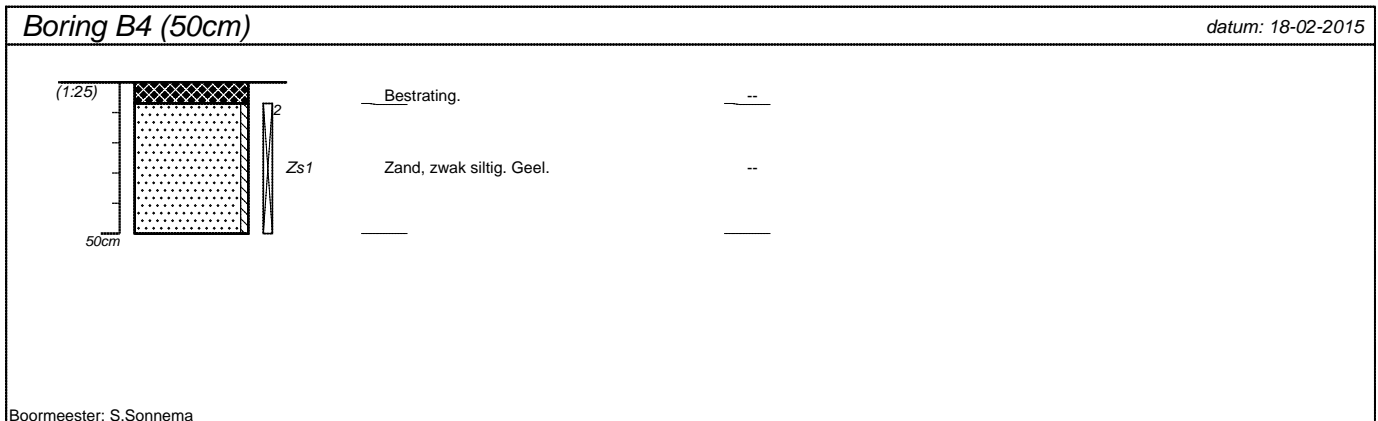 Boring B4 (50cm) datum: 18-02-2015
(1:25) Bestrating. --
2
Zs1 Zand, zwak siltig. Geel. --
50cm
Boormeester: S.Sonnema